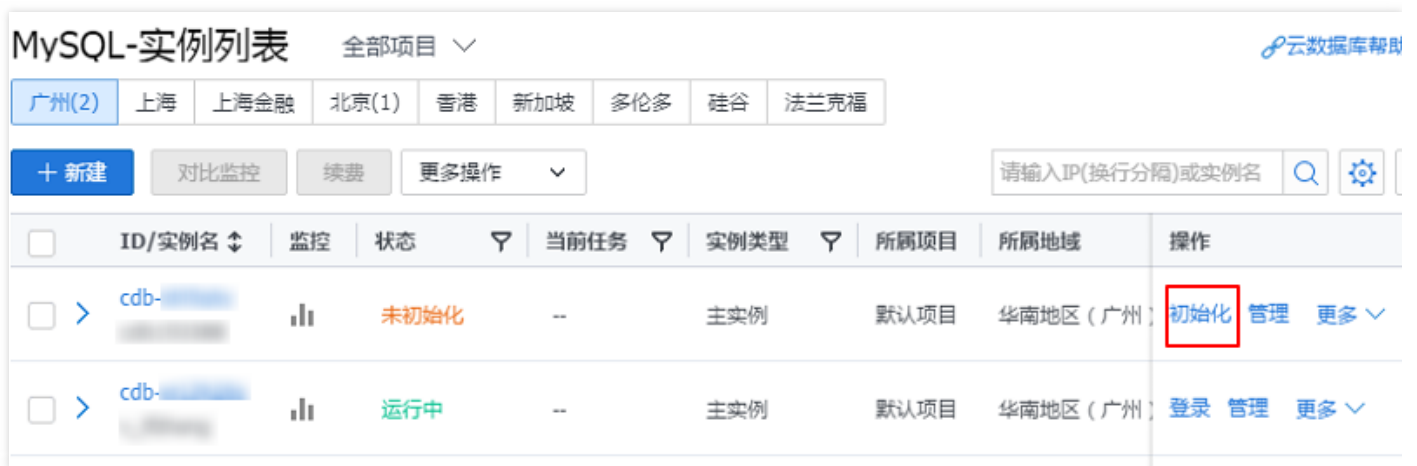 MySQL-实例列表 全部项目 云数据库帮助
广州(2) 上海 上海金融 北京(1) 香港 新加坡 多伦多 硅谷 法兰克福
+ 新建 对比监控 续费 更多操作 请输入IP(换行分隔)或实例名
ID/实例名 监控 状态 当前任务 实例类型 所属项目 所属地域 操作
cdb- 未初始化 -- 主实例 默认项目 华南地区（广州） 初始化 管理 更多
cdb- 运行中 -- 主实例 默认项目 华南地区（广州） 登录 管理 更多